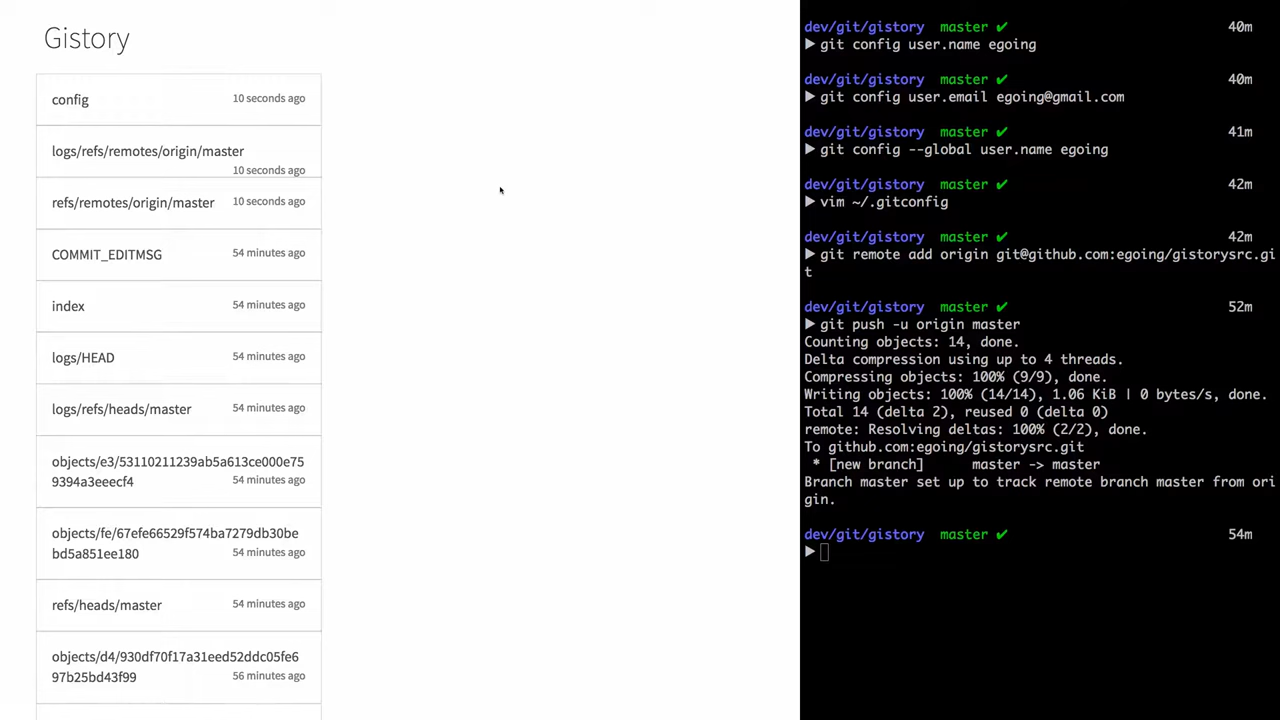 Gistory
config 10 seconds ago
logs/refs/remotes/origin/master
10 seconds ago
refs/remotes/origin/master 10 seconds ago
COMMIT_EDITMSG 54 minutes ago
index 54 minutes ago
logs/HEAD 54 minutes ago
logs/refs/heads/master 54 minutes ago
objects/e3/53110211239ab5a613ce000e75
9394a3eeecf4 54 minutes ago
objects/fe/67efe66529f574ba7279db30be
bd5a851ee180 54 minutes ago
refs/heads/master 54 minutes ago
objects/d4/930df70f17a31eed52ddc05fe6
97b25bd43f99 56 minutes ago
dev/git/gistory master ✔ 40m
▶ git config user.name egoing
dev/git/gistory master ✔ 40m
▶ git config user.email egoing@gmail.com
dev/git/gistory master ✔ 41m
▶ git config --global user.name egoing
dev/git/gistory master ✔ 42m
▶ vim ~/.gitconfig
dev/git/gistory master ✔ 42m
▶ git remote add origin git@github.com:egoing/gistorysrc.gi
t
dev/git/gistory master ✔ 52m
▶ git push -u origin master
Counting objects: 14, done.
Delta compression using up to 4 threads.
Compressing objects: 100% (9/9), done.
Writing objects: 100% (14/14), 1.06 KiB | 0 bytes/s, done.
Total 14 (delta 2), reused 0 (delta 0)
remote: Resolving deltas: 100% (2/2), done.
To github.com:egoing/gistorysrc.git
* [new branch] master -> master
Branch master set up to track remote branch master from ori
gin.
dev/git/gistory master ✔ 54m
▶